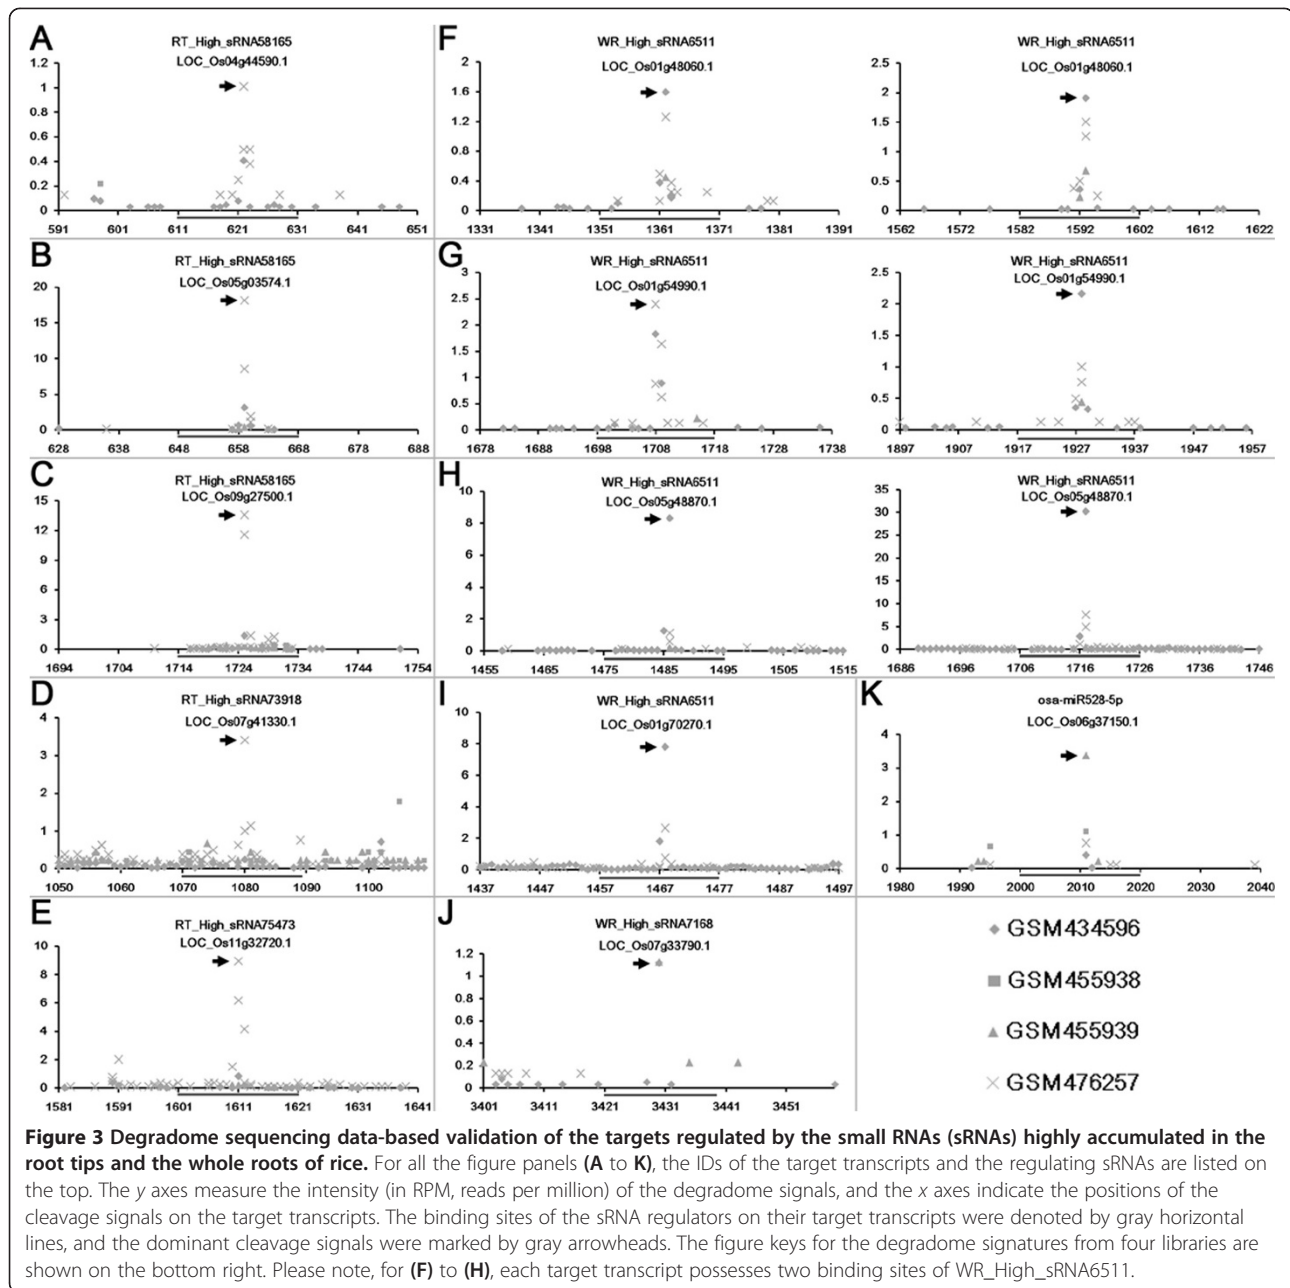 A
RT_High_sRNA58165
LOC_Os04g44590.1
1.2
1
0.8
0.6
0.4
0.2
0
591 601 611 621 631 641 651
F
WR_High_sRNA6511
LOC_Os01g48060.1
2
1.6
1.2
0.8
0.4
0
1331 1341 1351 1361 1371 1381 1391
WR_High_sRNA6511
LOC_Os01g48060.1
2.5
2
1.5
1
0.5
0
1562 1572 1582 1592 1602 1612 1622
B
RT_High_sRNA58165
LOC_Os05g03574.1
20
15
10
5
0
628 638 648 658 668 678 688
G
WR_High_sRNA6511
LOC_Os01g54990.1
3
2.5
2
1.5
1
0.5
0
1678 1688 1698 1708 1718 1728 1738
WR_High_sRNA6511
LOC_Os01g54990.1
2.5
2
1.5
1
0.5
0
1897 1907 1917 1927 1937 1947 1957
C
RT_High_sRNA58165
LOC_Os09g27500.1
15
12
9
6
3
0
1694 1704 1714 1724 1734 1744 1754
H
WR_High_sRNA6511
LOC_Os05g48870.1
10
8
6
4
2
0
1455 1465 1475 1485 1495 1505 1515
WR_High_sRNA6511
LOC_Os05g48870.1
35
30
25
20
15
10
5
0
1686 1696 1706 1716 1726 1736 1746
D
RT_High_sRNA73918
LOC_Os07g41330.1
4
3
2
1
0
1050 1060 1070 1080 1090 1100
I
WR_High_sRNA6511
LOC_Os01g70270.1
10
8
6
4
2
0
1437 1447 1457 1467 1477 1487 1497
K
osa-miR528-5p
LOC_Os06g37150.1
4
3
2
1
0
1980 1990 2000 2010 2020 2030 2040
E
RT_High_sRNA75473
LOC_Os11g32720.1
10
8
6
4
2
0
1581 1591 1601 1611 1621 1631 1641
J
WR_High_sRNA7168
LOC_Os07g33790.1
1.2
1
0.8
0.6
0.4
0.2
0
3401 3411 3421 3431 3441 3451
GSM434596
GSM455938
GSM455939
GSM476257
Figure 3 Degradome sequencing data-based validation of the targets regulated by the small RNAs (sRNAs) highly accumulated in the
root tips and the whole roots of rice. For all the figure panels (A to K), the IDs of the target transcripts and the regulating sRNAs are listed on
the top. The y axes measure the intensity (in RPM, reads per million) of the degradome signals, and the x axes indicate the positions of the
cleavage signals on the target transcripts. The binding sites of the sRNA regulators on their target transcripts were denoted by gray horizontal
lines, and the dominant cleavage signals were marked by gray arrowheads. The figure keys for the degradome signatures from four libraries are
shown on the bottom right. Please note, for (F) to (H), each target transcript possesses two binding sites of WR_High_sRNA6511.